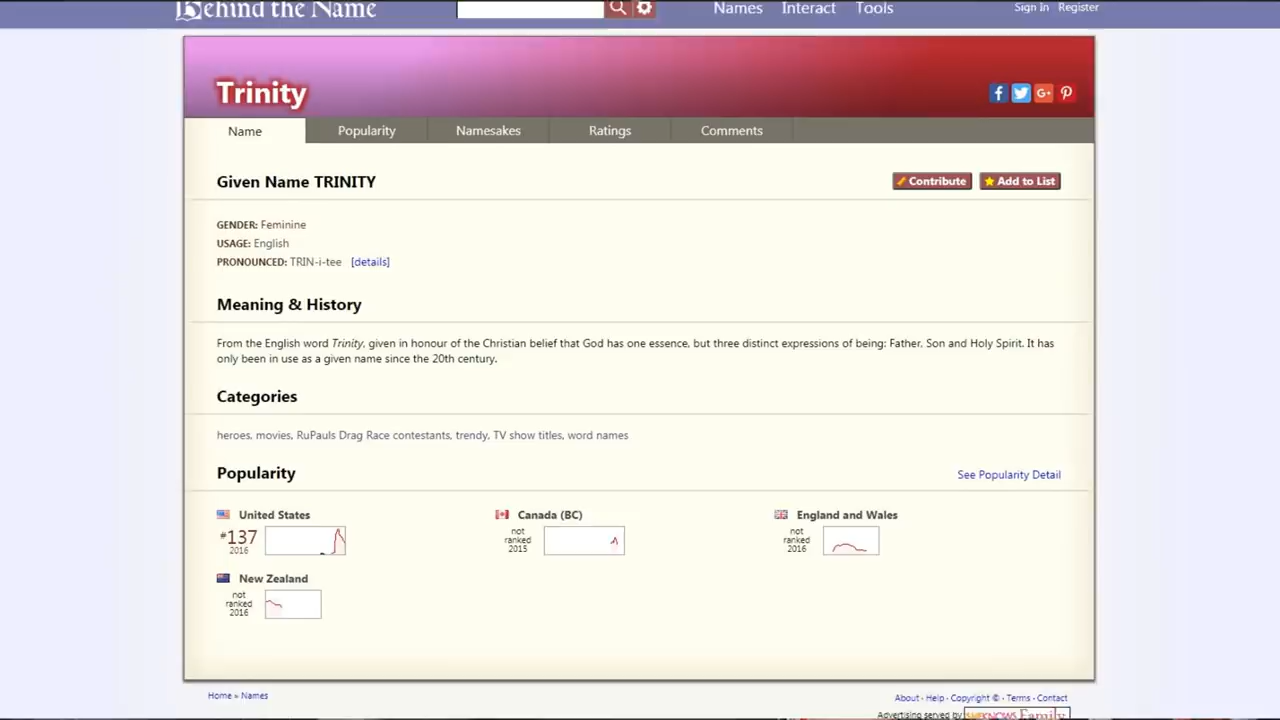 Behind the Name
Names Interact Tools Sign In Register
Trinity
Name Popularity Namesakes Ratings Comments
Given Name TRINITY
Contribute Add to List
GENDER: Feminine
USAGE: English
PRONOUNCED: TRIN-i-tee [details]
Meaning & History
From the English word Trinity, given in honour of the Christian belief that God has one essence, but three distinct expressions of being: Father, Son and Holy Spirit. It has
only been in use as a given name since the 20th century.
Categories
heroes, movies, RuPauls Drag Race contestants, trendy, TV show titles, word names
Popularity
See Popularity Detail
United States
#137
2016
Canada (BC)
not
ranked
2015
England and Wales
not
ranked
2016
New Zealand
not
ranked
2016
Home » Names
About · Help · Copyright © · Terms · Contact
Advertising served by SHEKNOWS Family